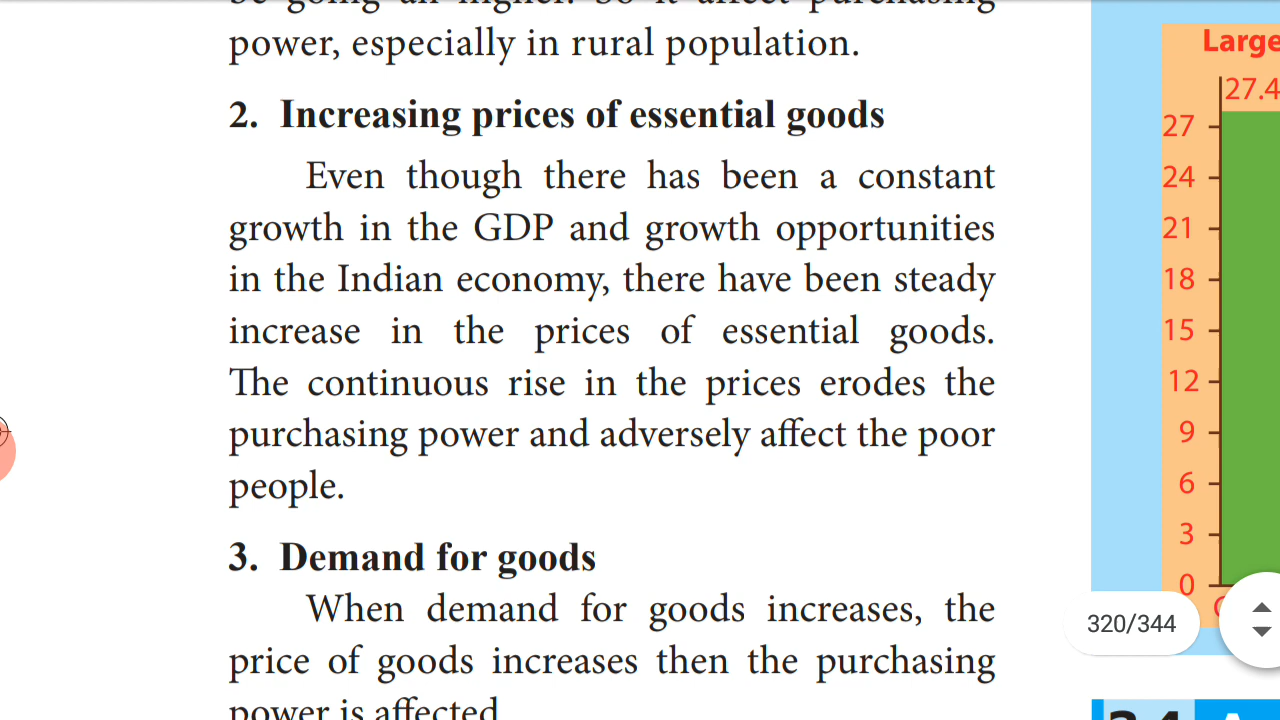 power, especially in rural population.
2. Increasing prices of essential goods
Even though there has been a constant
growth in the GDP and growth opportunities
in the Indian economy, there have been steady
increase in the prices of essential goods.
The continuous rise in the prices erodes the
purchasing power and adversely affect the poor
people.
3. Demand for goods
When demand for goods increases, the
price of goods increases then the purchasing
power is affected
Large
27.4
27
24
21
18
15
12
9
6
3
0
320/344